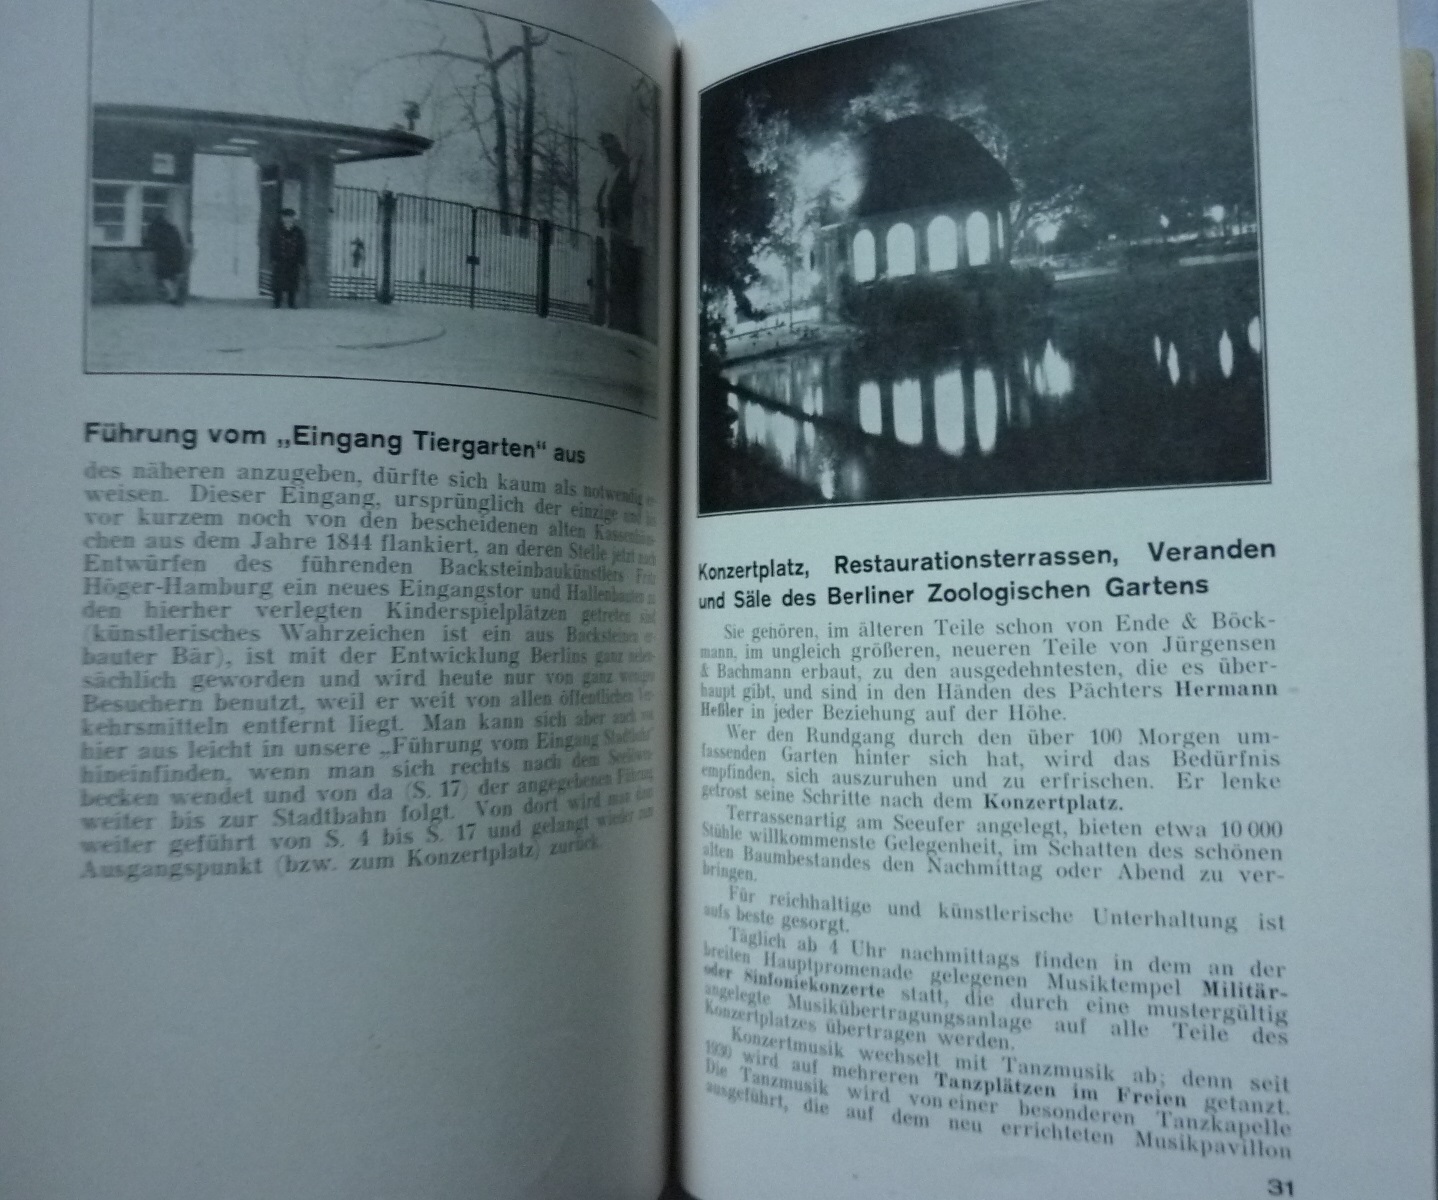 Führung vom „Eingang Tiergarten“ aus
des näheren anzugeben, dürfte sich kaum als notwendig er-
weisen. Dieser Eingang, ursprünglich der einzige und bis
vor kurzem noch von den bescheidenen alten Kassenhäus-
chen aus dem Jahre 1844 flankiert, an deren Stelle jetzt nach
Entwürfen des führenden Backsteinbaukünstlers Fritz
Höger-Hamburg ein neues Eingangstor und Hallenbauten zu
den hierher verlegten Kinderspielplätzen getreten sind
(künstlerisches Wahrzeichen ist ein aus Backsteinen er-
bauter Bär), ist mit der Entwicklung Berlins ganz neben-
sächlich geworden und wird heute nur von ganz wenigen
Besuchern benutzt, weil er weit von allen öffentlichen Ver-
kehrsmitteln entfernt liegt. Man kann sich aber auch von
hier aus leicht in unsere „Führung vom Eingang Stadtbahn“
hineinfinden, wenn man sich rechts nach dem Seelöwen-
becken wendet und von da (S. 17) der angegebenen Führung
weiter bis zur Stadtbahn folgt. Von dort wird man dann
weiter geführt von S. 4 bis S. 17 und gelangt wieder zum
Ausgangspunkt (bzw. zum Konzertplatz) zurück.
Konzertplatz, Restaurationsterrassen, Veranden
und Säle des Berliner Zoologischen Gartens
Sie gehören, im älteren Teile schon von Ende & Böck-
mann, im ungleich größeren, neueren Teile von Jürgensen
& Bachmann erbaut, zu den ausgedehntesten, die es über-
haupt gibt, und sind in den Händen des Pächters Hermann
Heßler in jeder Beziehung auf der Höhe.
Wer den Rundgang durch den über 100 Morgen um-
fassenden Garten hinter sich hat, wird das Bedürfnis
empfinden, sich auszuruhen und zu erfrischen. Er lenke
getrost seine Schritte nach dem Konzertplatz.
Terrassenartig am Seeufer angelegt, bieten etwa 10 000
Stühle willkommenste Gelegenheit, im Schatten des schönen
alten Baumbestandes den Nachmittag oder Abend zu ver-
bringen.
Für reichhaltige und künstlerische Unterhaltung ist
aufs beste gesorgt.
Täglich ab 4 Uhr nachmittags finden in dem an der
breiten Hauptpromenade gelegenen Musiktempel Militär-
oder Sinfoniekonzerte statt, die durch eine mustergültig
angelegte Musikübertragungsanlage auf alle Teile des
Konzertplatzes übertragen werden.
Konzertmusik wechselt mit Tanzmusik ab; denn seit
1930 wird auf mehreren Tanzplätzen im Freien getanzt.
Die Tanzmusik wird von einer besonderen Tanzkapelle
ausgeführt, die auf dem neu errichteten Musikpavillon
31